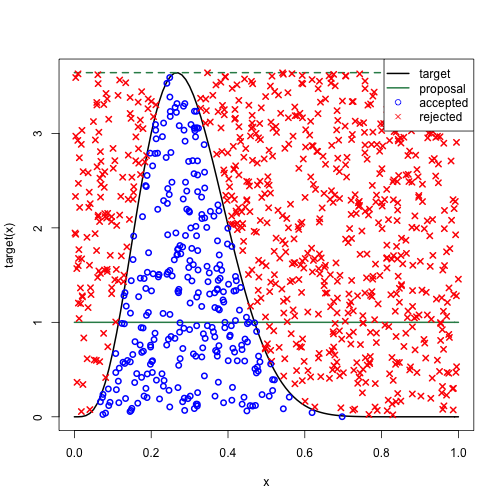 target
proposal
accepted
rejected
target(x)
3
2
1
0
0.0 0.2 0.4 0.6 0.8 1.0
x